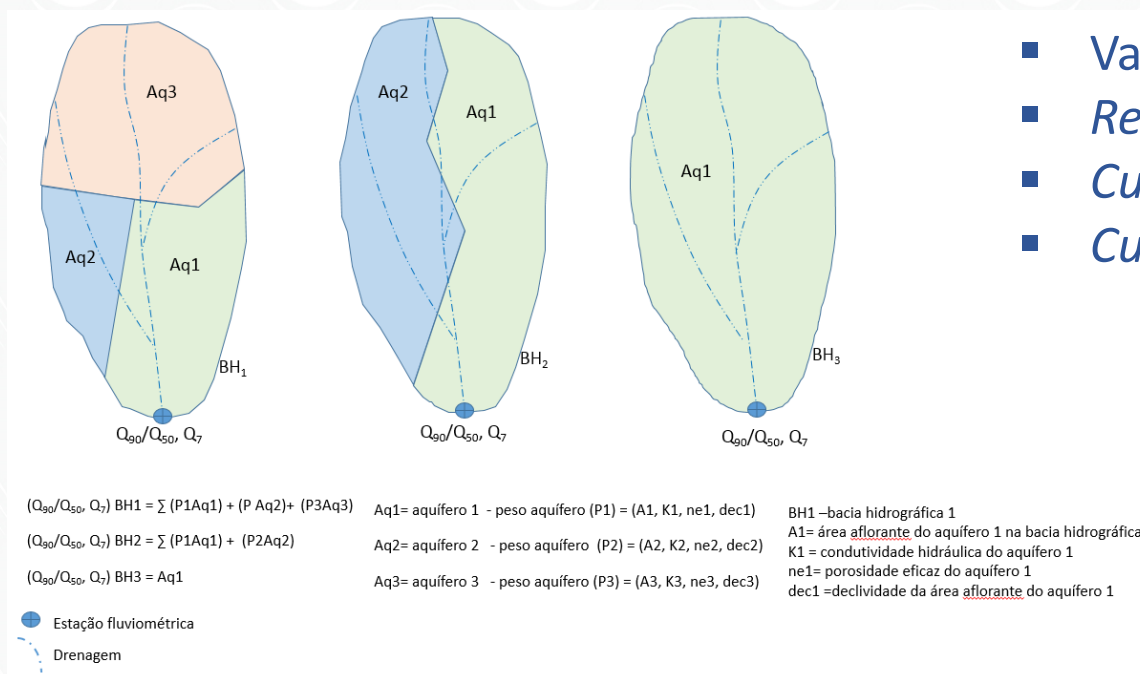 Aq3
Aq2
Aq1
BH₁
Q₉₀/Q₅₀, Q₇
Aq2
Aq1
BH₂
Q₉₀/Q₅₀, Q₇
Aq1
BH₃
Q₉₀/Q₅₀, Q₇
▪ Va
▪ Re
▪ Cu
▪ Cu
(Q₉₀/Q₅₀, Q₇) BH1 = ∑ (P1Aq1) + (P Aq2)+ (P3Aq3)
(Q₉₀/Q₅₀, Q₇) BH2 = ∑ (P1Aq1) + (P2Aq2)
(Q₉₀/Q₅₀, Q₇) BH3 = Aq1
Aq1= aquífero 1 - peso aquífero (P1) = (A1, K1, ne1, dec1)
Aq2= aquífero 2 - peso aquífero (P2) = (A2, K2, ne2, dec2)
Aq3= aquífero 3 - peso aquífero (P3) = (A3, K3, ne3, dec3)
BH1 –bacia hidrográfica 1
A1= área aflorante do aquífero 1 na bacia hidrográfica
K1 = condutividade hidráulica do aquífero 1
ne1= porosidade eficaz do aquífero 1
dec1 =declividade da área aflorante do aquífero 1
Estação fluviométrica
Drenagem